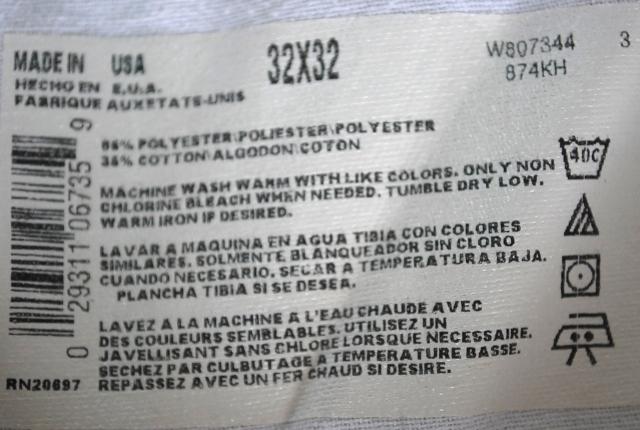 MADE IN USA
32X32
W807344
3
HECHO EN E.U.A.
874KH
FABRIQUE AUX ETATS-UNIS
POLYESTER\POLIESTER\POLYESTER
35% COTTON\ALGODON\COTON
MACHINE WASH WARM WITH LIKE COLORS. ONLY NON
CHLORINE BLEACH WHEN NEEDED. TUMBLE DRY LOW.
WARM IRON IF DESIRED.
40C
LAVAR A MAQUINA EN AGUA TIBIA CON COLORES
SIMILARES. SOLMENTE BLANQUEADOR SIN CLORO
CUANDO NECESARIO. SECAR A TEMPERATURA BAJA.
PLANCHA TIBIA SI SE DESEA.
LAVEZ A LA MACHINE A L'EAU CHAUDE AVEC
DES COULEURS SEMBLABLES. UTILISEZ UN
JAVELLISANT SANS CHLORE LORSQUE NECESSAIRE.
SECHEZ PAR CULBUTAGE A TEMPERATURE BASSE.
REPASSEZ AVEC UN FER CHAUD SI DESIRE.
0 29311 06735 9
RN20697